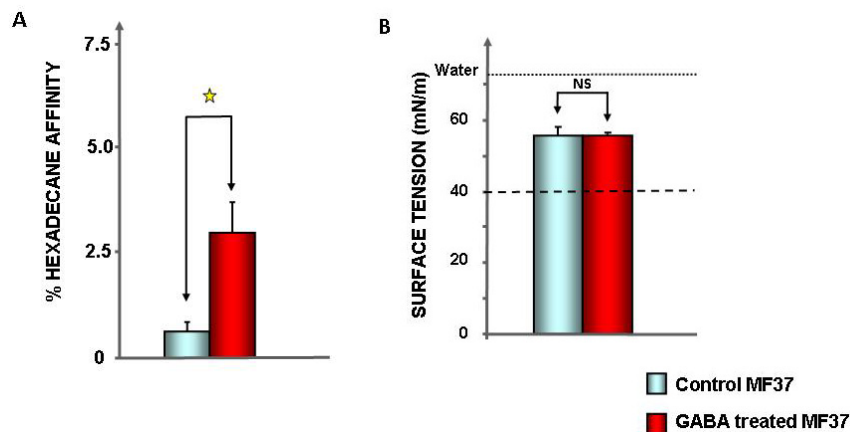 A
% HEXADECANE AFFINITY
7.5
5.0
2.5
0
B
SURFACE TENSION (mN/m)
Water
NS
60
40
20
0
Control MF37
GABA treated MF37